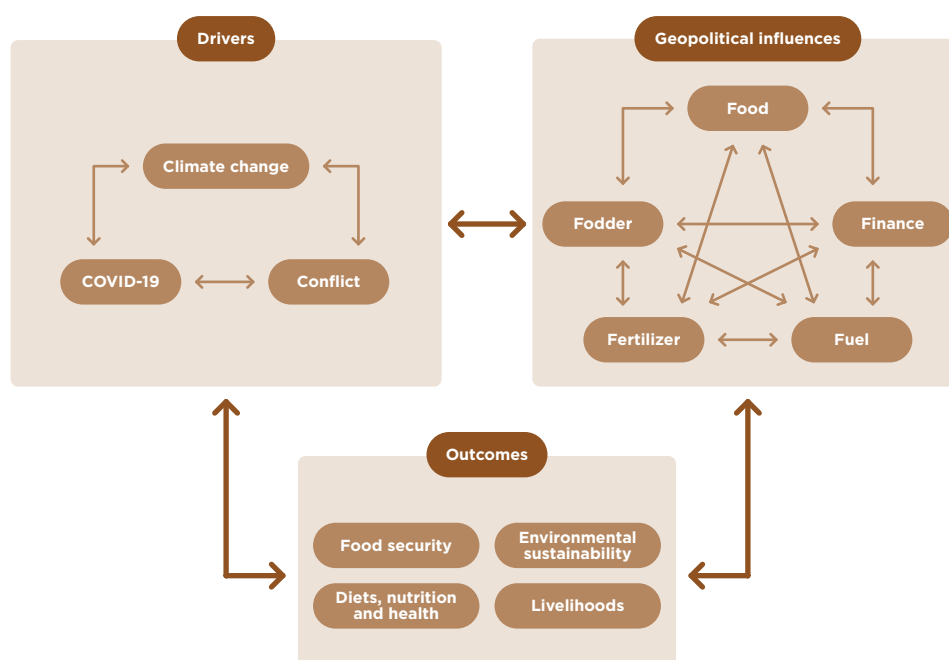 Drivers
Climate change
COVID-19
Conflict
Geopolitical influences
Food
Fodder
Finance
Fertilizer
Fuel
Outcomes
Food security
Environmental
sustainability
Diets, nutrition
and health
Livelihoods